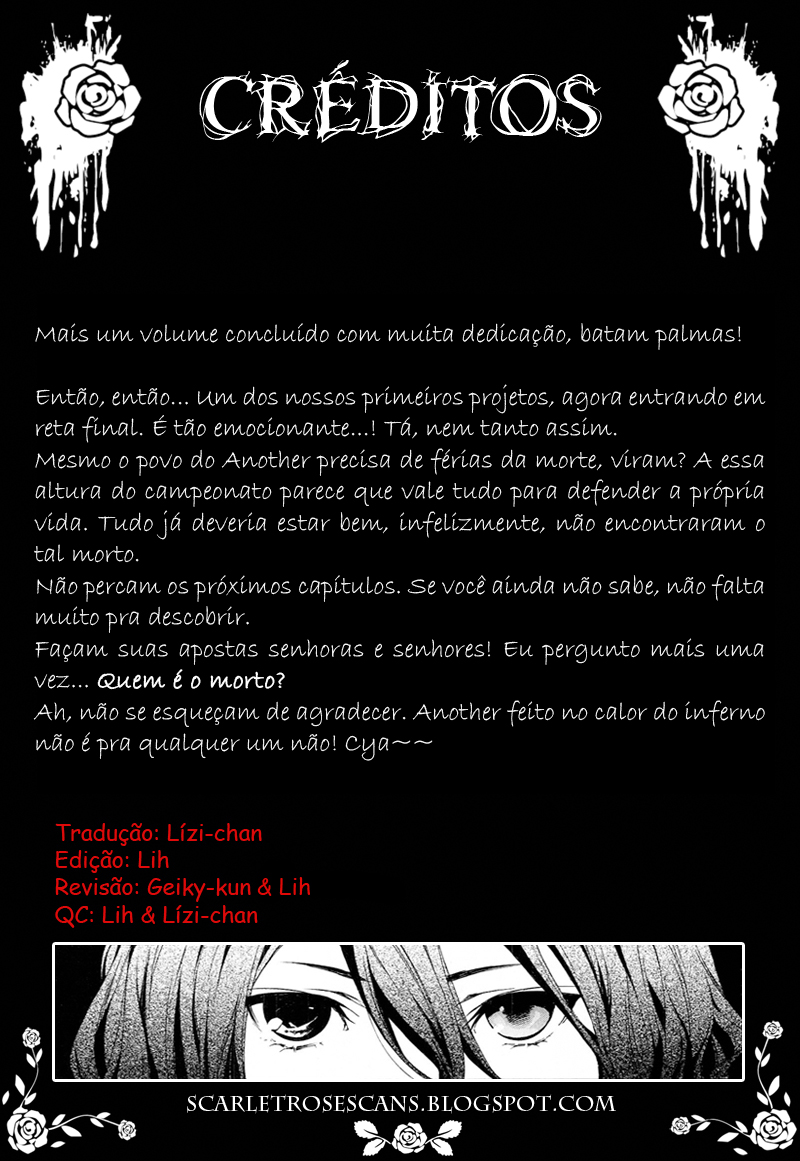 CRÉDITOS
Mais um volume concluído com muita dedicação, batam palmas!
Então, então... Um dos nossos primeiros projetos, agora entrando em
reta final. É tão emocionante...! Tá, nem tanto assim.
Mesmo o povo do Another precisa de férias da morte, viram? A essa
altura do campeonato parece que vale tudo para defender a própria
vida. Tudo já deveria estar bem, infelizmente, não encontraram o
tal morto.
Não percam os próximos capítulos. Se você ainda não sabe, não falta
muito pra descobrir.
Façam suas apostas senhoras e senhores! Eu pergunto mais uma
vez... Quem é o morto?
Ah, não se esqueçam de agradecer. Another feito no calor do inferno
não é pra qualquer um não! Cya~~
Tradução: Lízi-chan
Edição: Lih
Revisão: Geiky-kun & Lih
QC: Lih & Lízi-chan
SCARLETROSESCANS.BLOGSPOT.COM